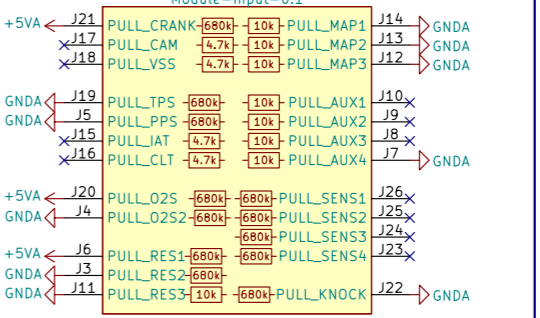 Module-input-0.1
+5VA J21 PULL_CRANK 680k 10k PULL_MAP1 J14 GNDA
J17 PULL_CAM 4.7k 10k PULL_MAP2 J13 GNDA
J18 PULL_VSS 4.7k 10k PULL_MAP3 J12 GNDA
GNDA J19 PULL_TPS 680k 10k PULL_AUX1 J10
GNDA J5 PULL_PPS 680k 10k PULL_AUX2 J9
J15 PULL_IAT 4.7k 10k PULL_AUX3 J8
J16 PULL_CLT 4.7k 10k PULL_AUX4 J7 GNDA
+5VA J20 PULL_O2S 680k 680k PULL_SENS1 J26
GNDA J4 PULL_O2S2 680k 680k PULL_SENS2 J25
680k PULL_SENS3 J24
+5VA J6 PULL_RES1 680k 680k PULL_SENS4 J23
GNDA J3 PULL_RES2 680k
GNDA J11 PULL_RES3 10k 680k PULL_KNOCK J22 GNDA